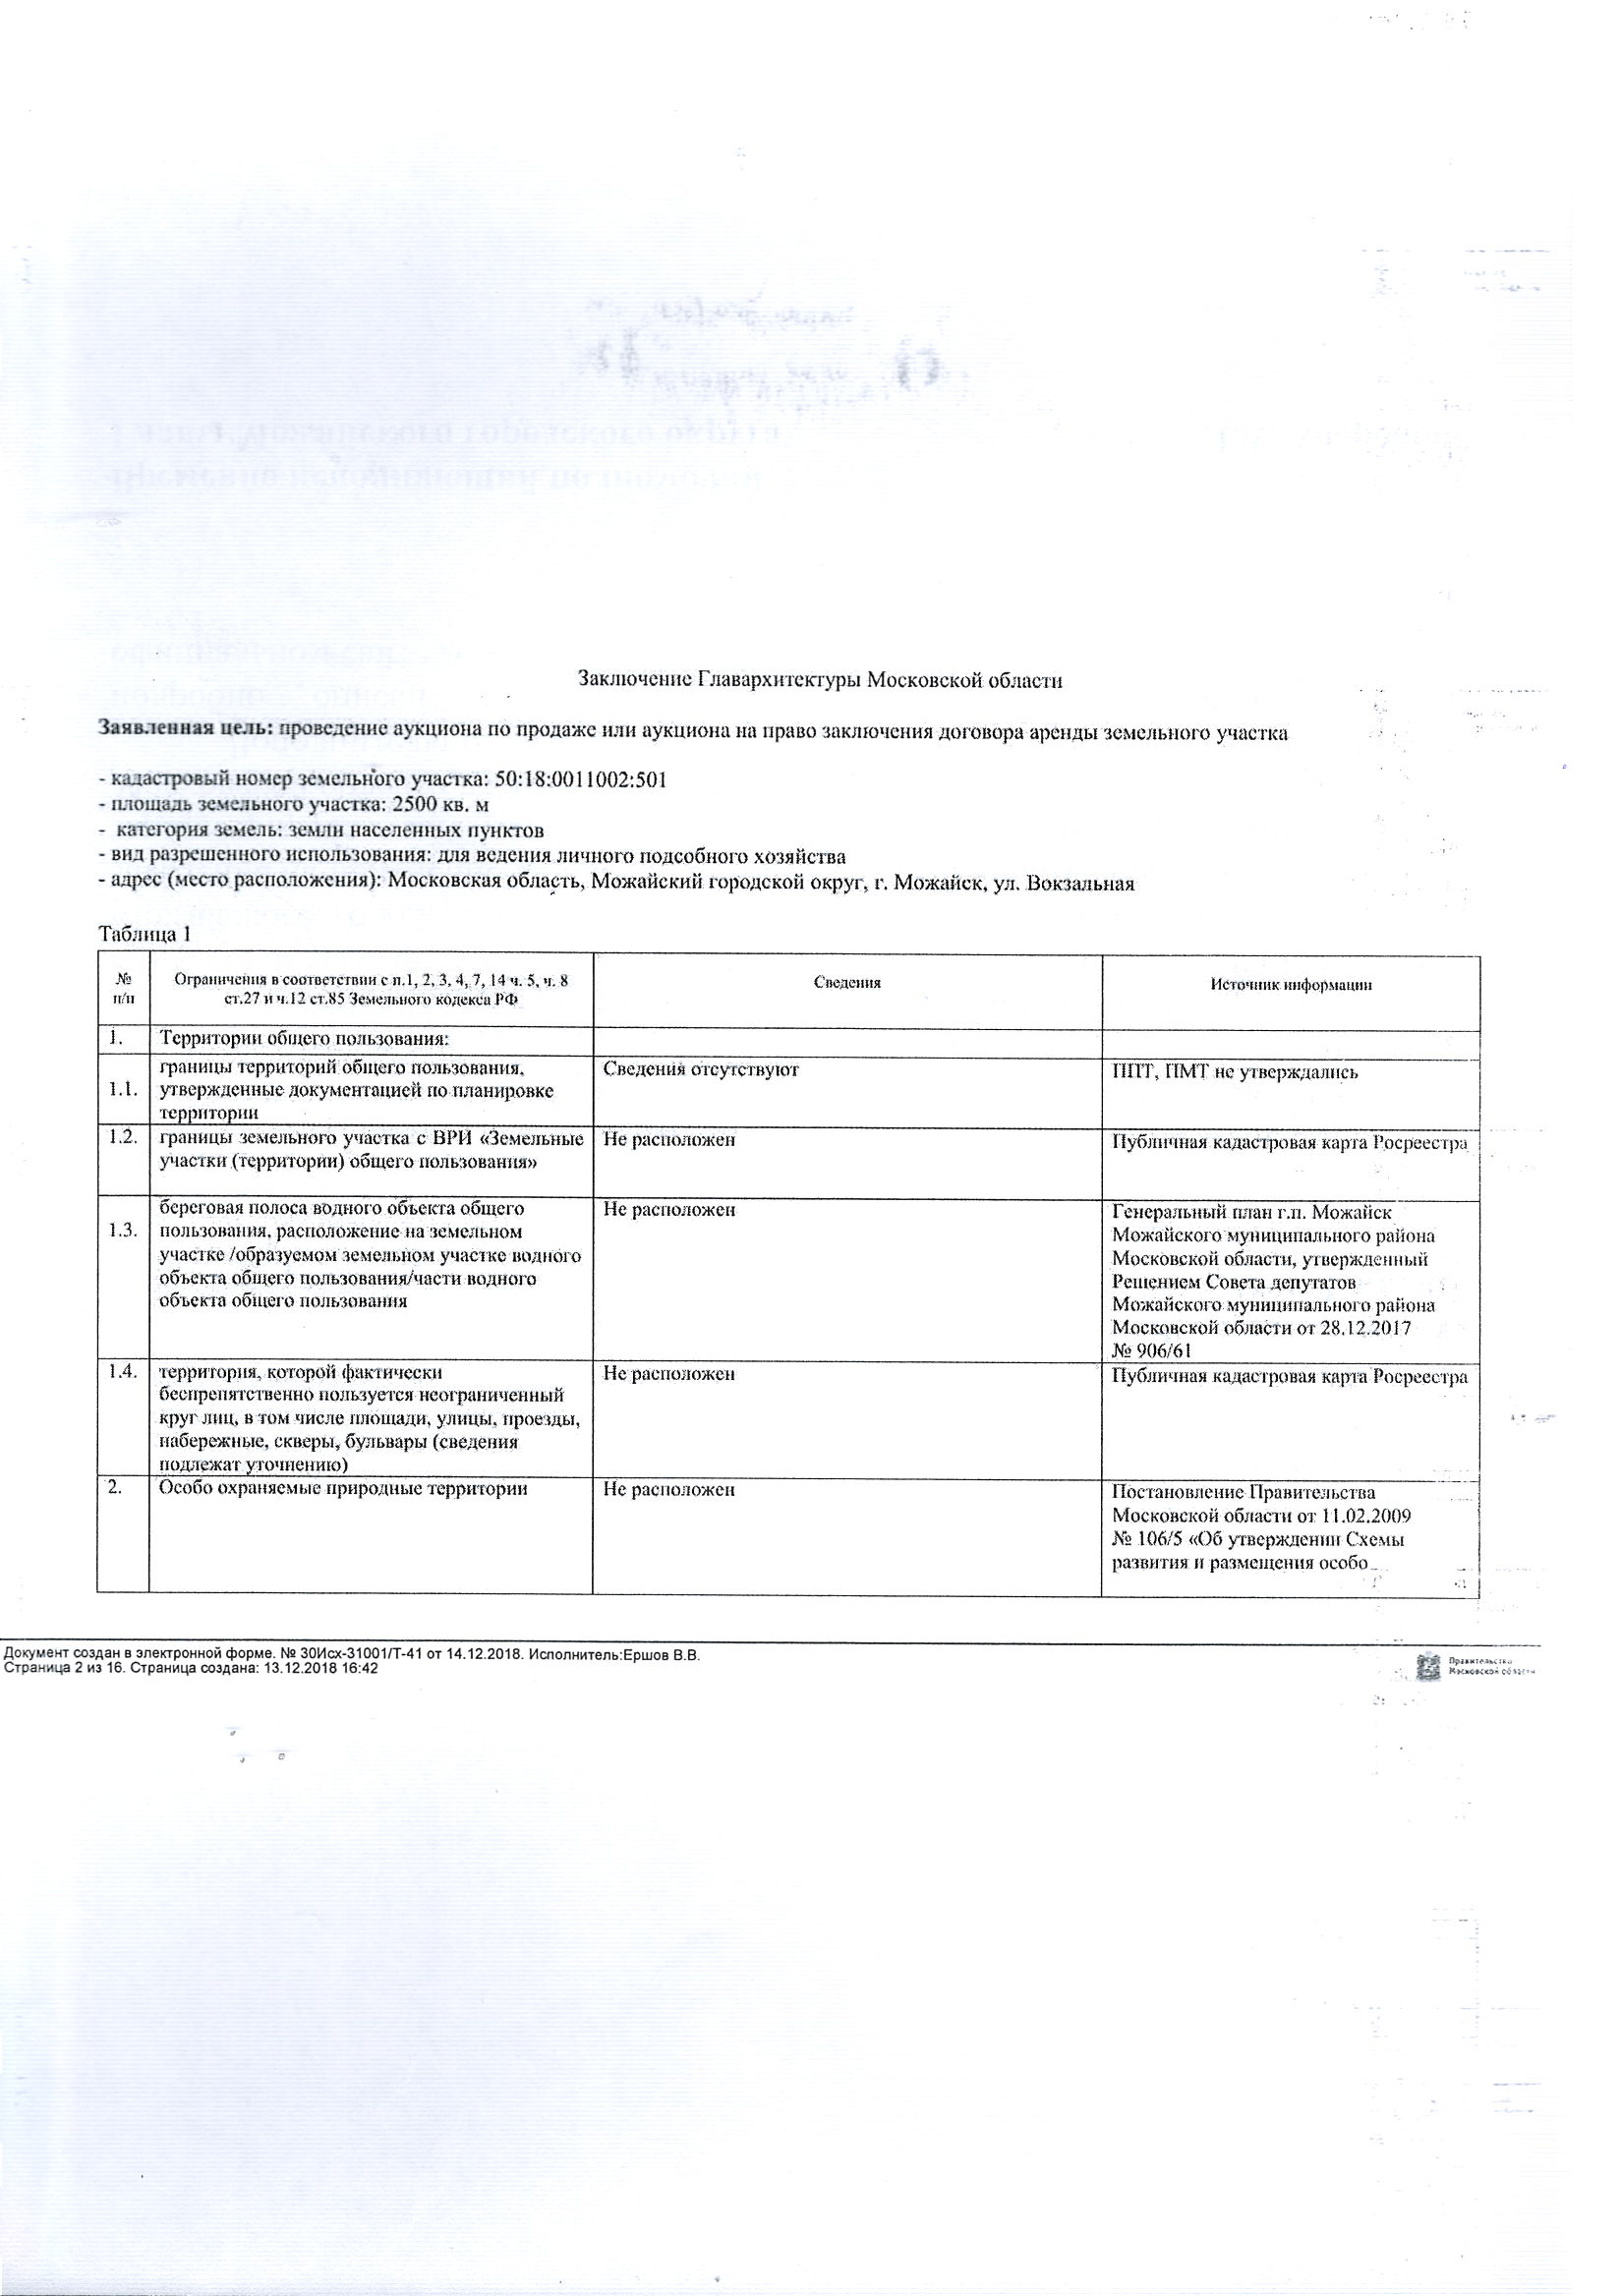 Заключение Главархитектуры Московской области
Заявленная цель: проведение аукциона по продаже или аукциона на право заключения договора аренды земельного участка
- кадастровый номер земельного участка: 50:18:0011002:501
- площадь земельного участка: 2500 кв. м
- категория земель: земли населенных пунктов
- вид разрешенного использования: для ведения личного подсобного хозяйства
- адрес (место расположения): Московская область, Можайский городской округ, г. Можайск, ул. Вокзальная
Таблица 1
№
п/п
Ограничения в соответствии с п.1, 2, 3, 4, 7, 14 ч. 5, ч. 8
ст.27 и ч.12 ст.85 Земельного кодекса РФ
Сведения
Источник информации
1.
Территории общего пользования:
1.1.
границы территорий общего пользования,
утвержденные документацией по планировке
территории
Сведения отсутствуют
ППТ, ПМТ не утверждались
1.2.
границы земельного участка с ВРИ «Земельные
участки (территории) общего пользования»
Не расположен
Публичная кадастровая карта Росреестра
1.3.
береговая полоса водного объекта общего
пользования, расположение на земельном
участке /образуемом земельном участке водного
объекта общего пользования/части водного
объекта общего пользования
Не расположен
Генеральный план г.п. Можайск
Можайского муниципального района
Московской области, утвержденный
Решением Совета депутатов
Можайского муниципального района
Московской области от 28.12.2017
№ 906/61
1.4.
территория, которой фактически
беспрепятственно пользуется неограниченный
круг лиц, в том числе площади, улицы, проезды,
набережные, скверы, бульвары (сведения
подлежат уточнению)
Не расположен
Публичная кадастровая карта Росреестра
2.
Особо охраняемые природные территории
Не расположен
Постановление Правительства
Московской области от 11.02.2009
№ 106/5 «Об утверждении Схемы
развития и размещения особо
Документ создан в электронной форме. № 30Исх-31001/Т-41 от 14.12.2018. Исполнитель:Ершов В.В.
Страница 2 из 16. Страница создана: 13.12.2018 16:42
Правительство
Московской области